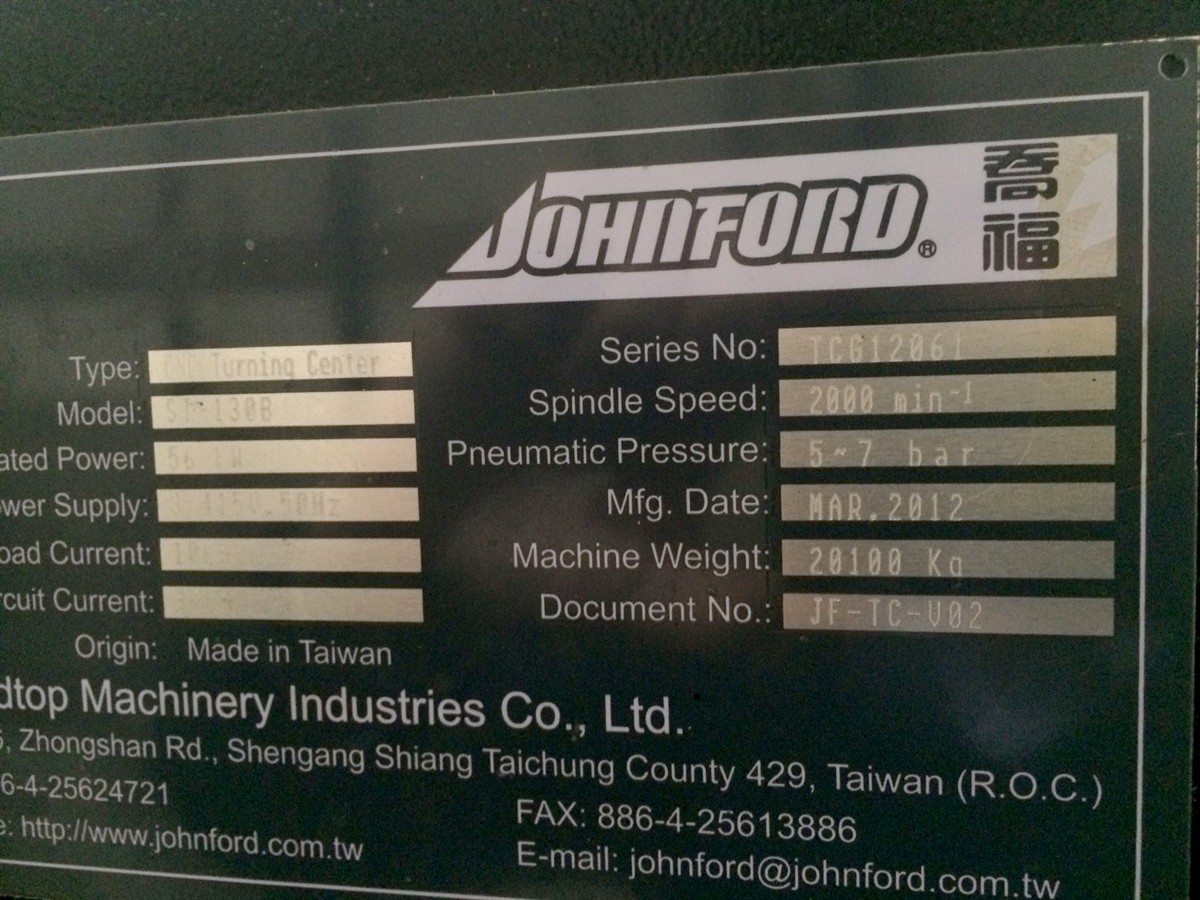 JOHNFORD®
喬福
Type: CNC Turning Center
Model: ST-130B
ated Power: 56 KW
ower Supply: 415V,50Hz
oad Current:
rcuit Current:
Origin: Made in Taiwan
Series No: TCG12061
Spindle Speed: 2000 min⁻¹
Pneumatic Pressure: 5~7 bar
Mfg. Date: MAR.2012
Machine Weight: 20100 Kg
Document No.: JF-TC-V02
dtop Machinery Industries Co., Ltd.
, Zhongshan Rd., Shengang Shiang Taichung County 429, Taiwan (R.O.C.)
6-4-25624721
FAX: 886-4-25613886
e: http://www.johnford.com.tw
E-mail: johnford@johnford.com.tw